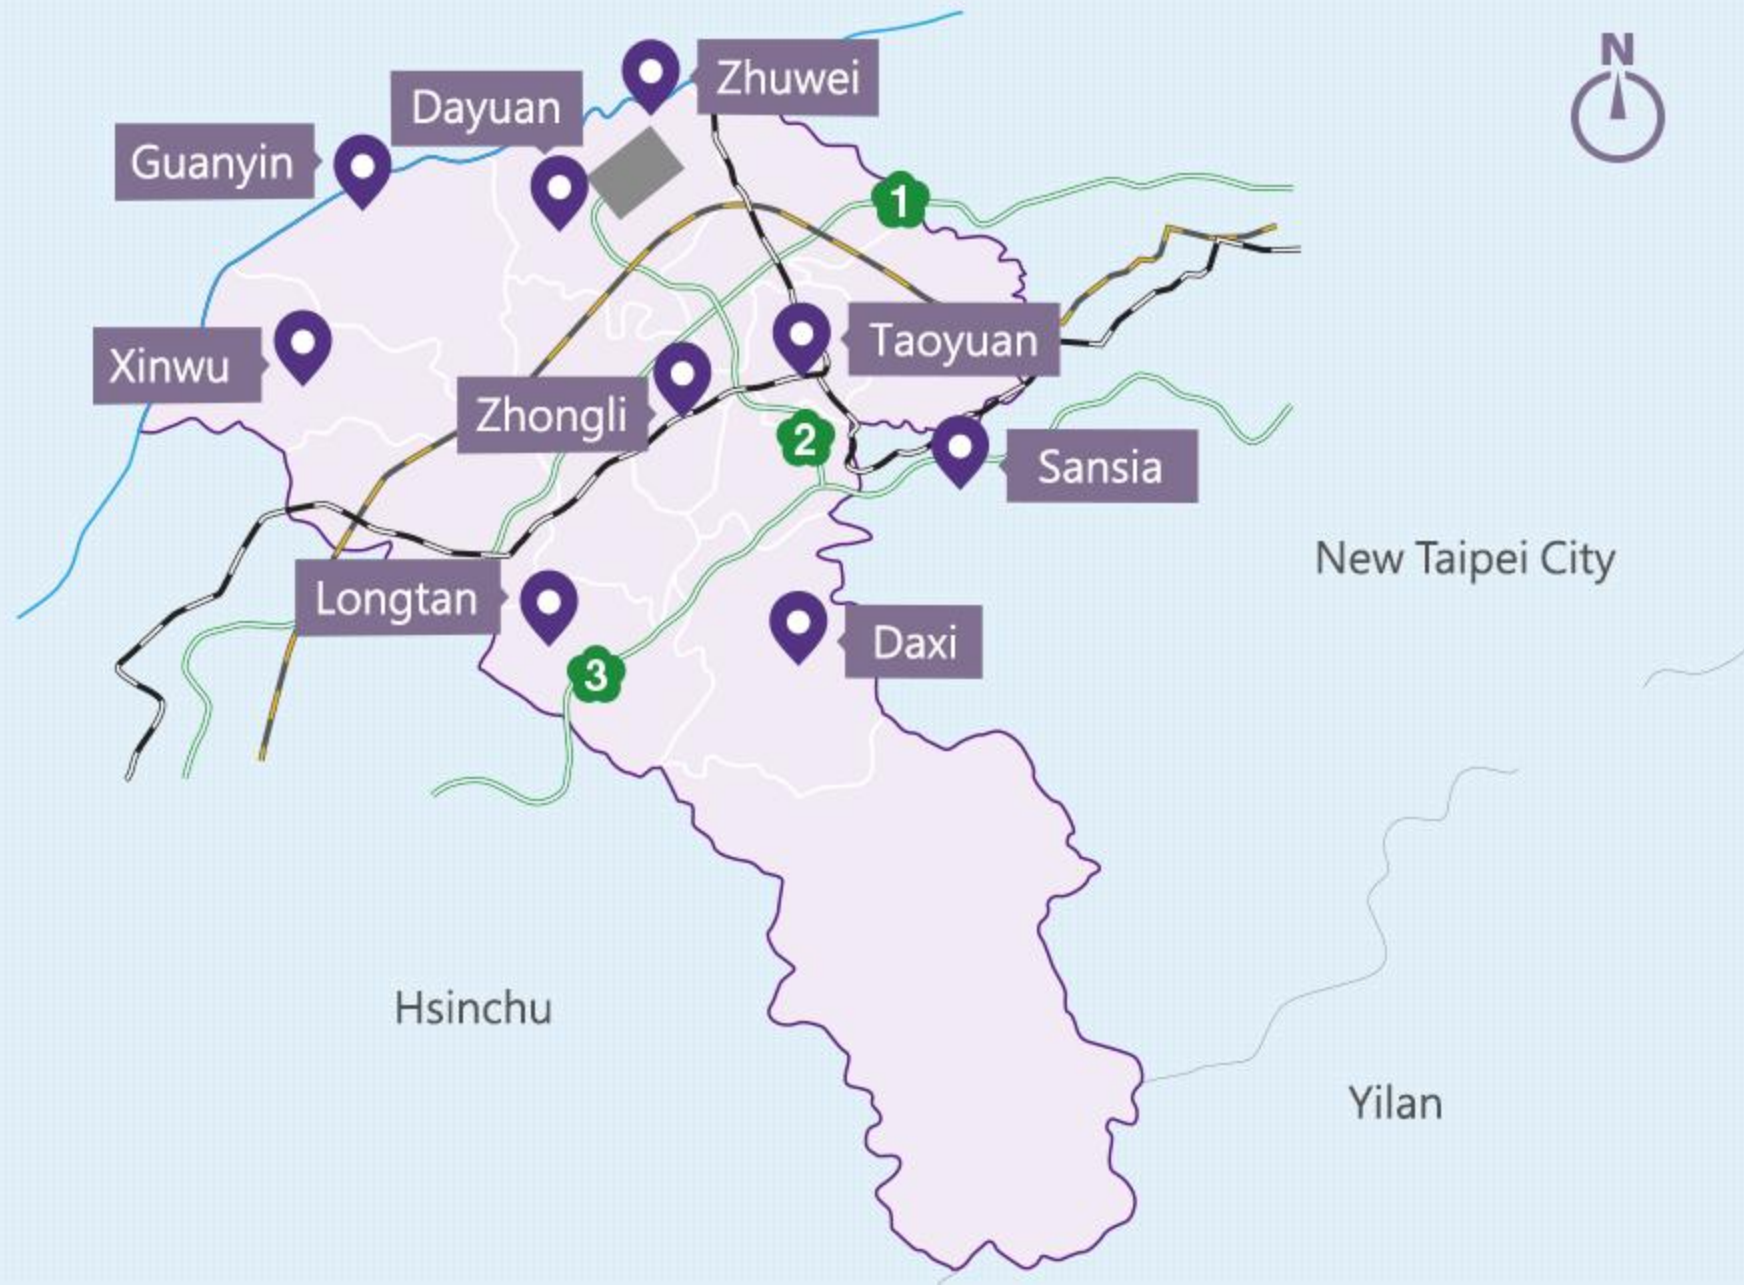 N
Zhuwei
Dayuan
Guanyin
1
Taoyuan
Xinwu
Zhongli
2
Sansia
New Taipei City
Longtan
Daxi
3
Hsinchu
Yilan